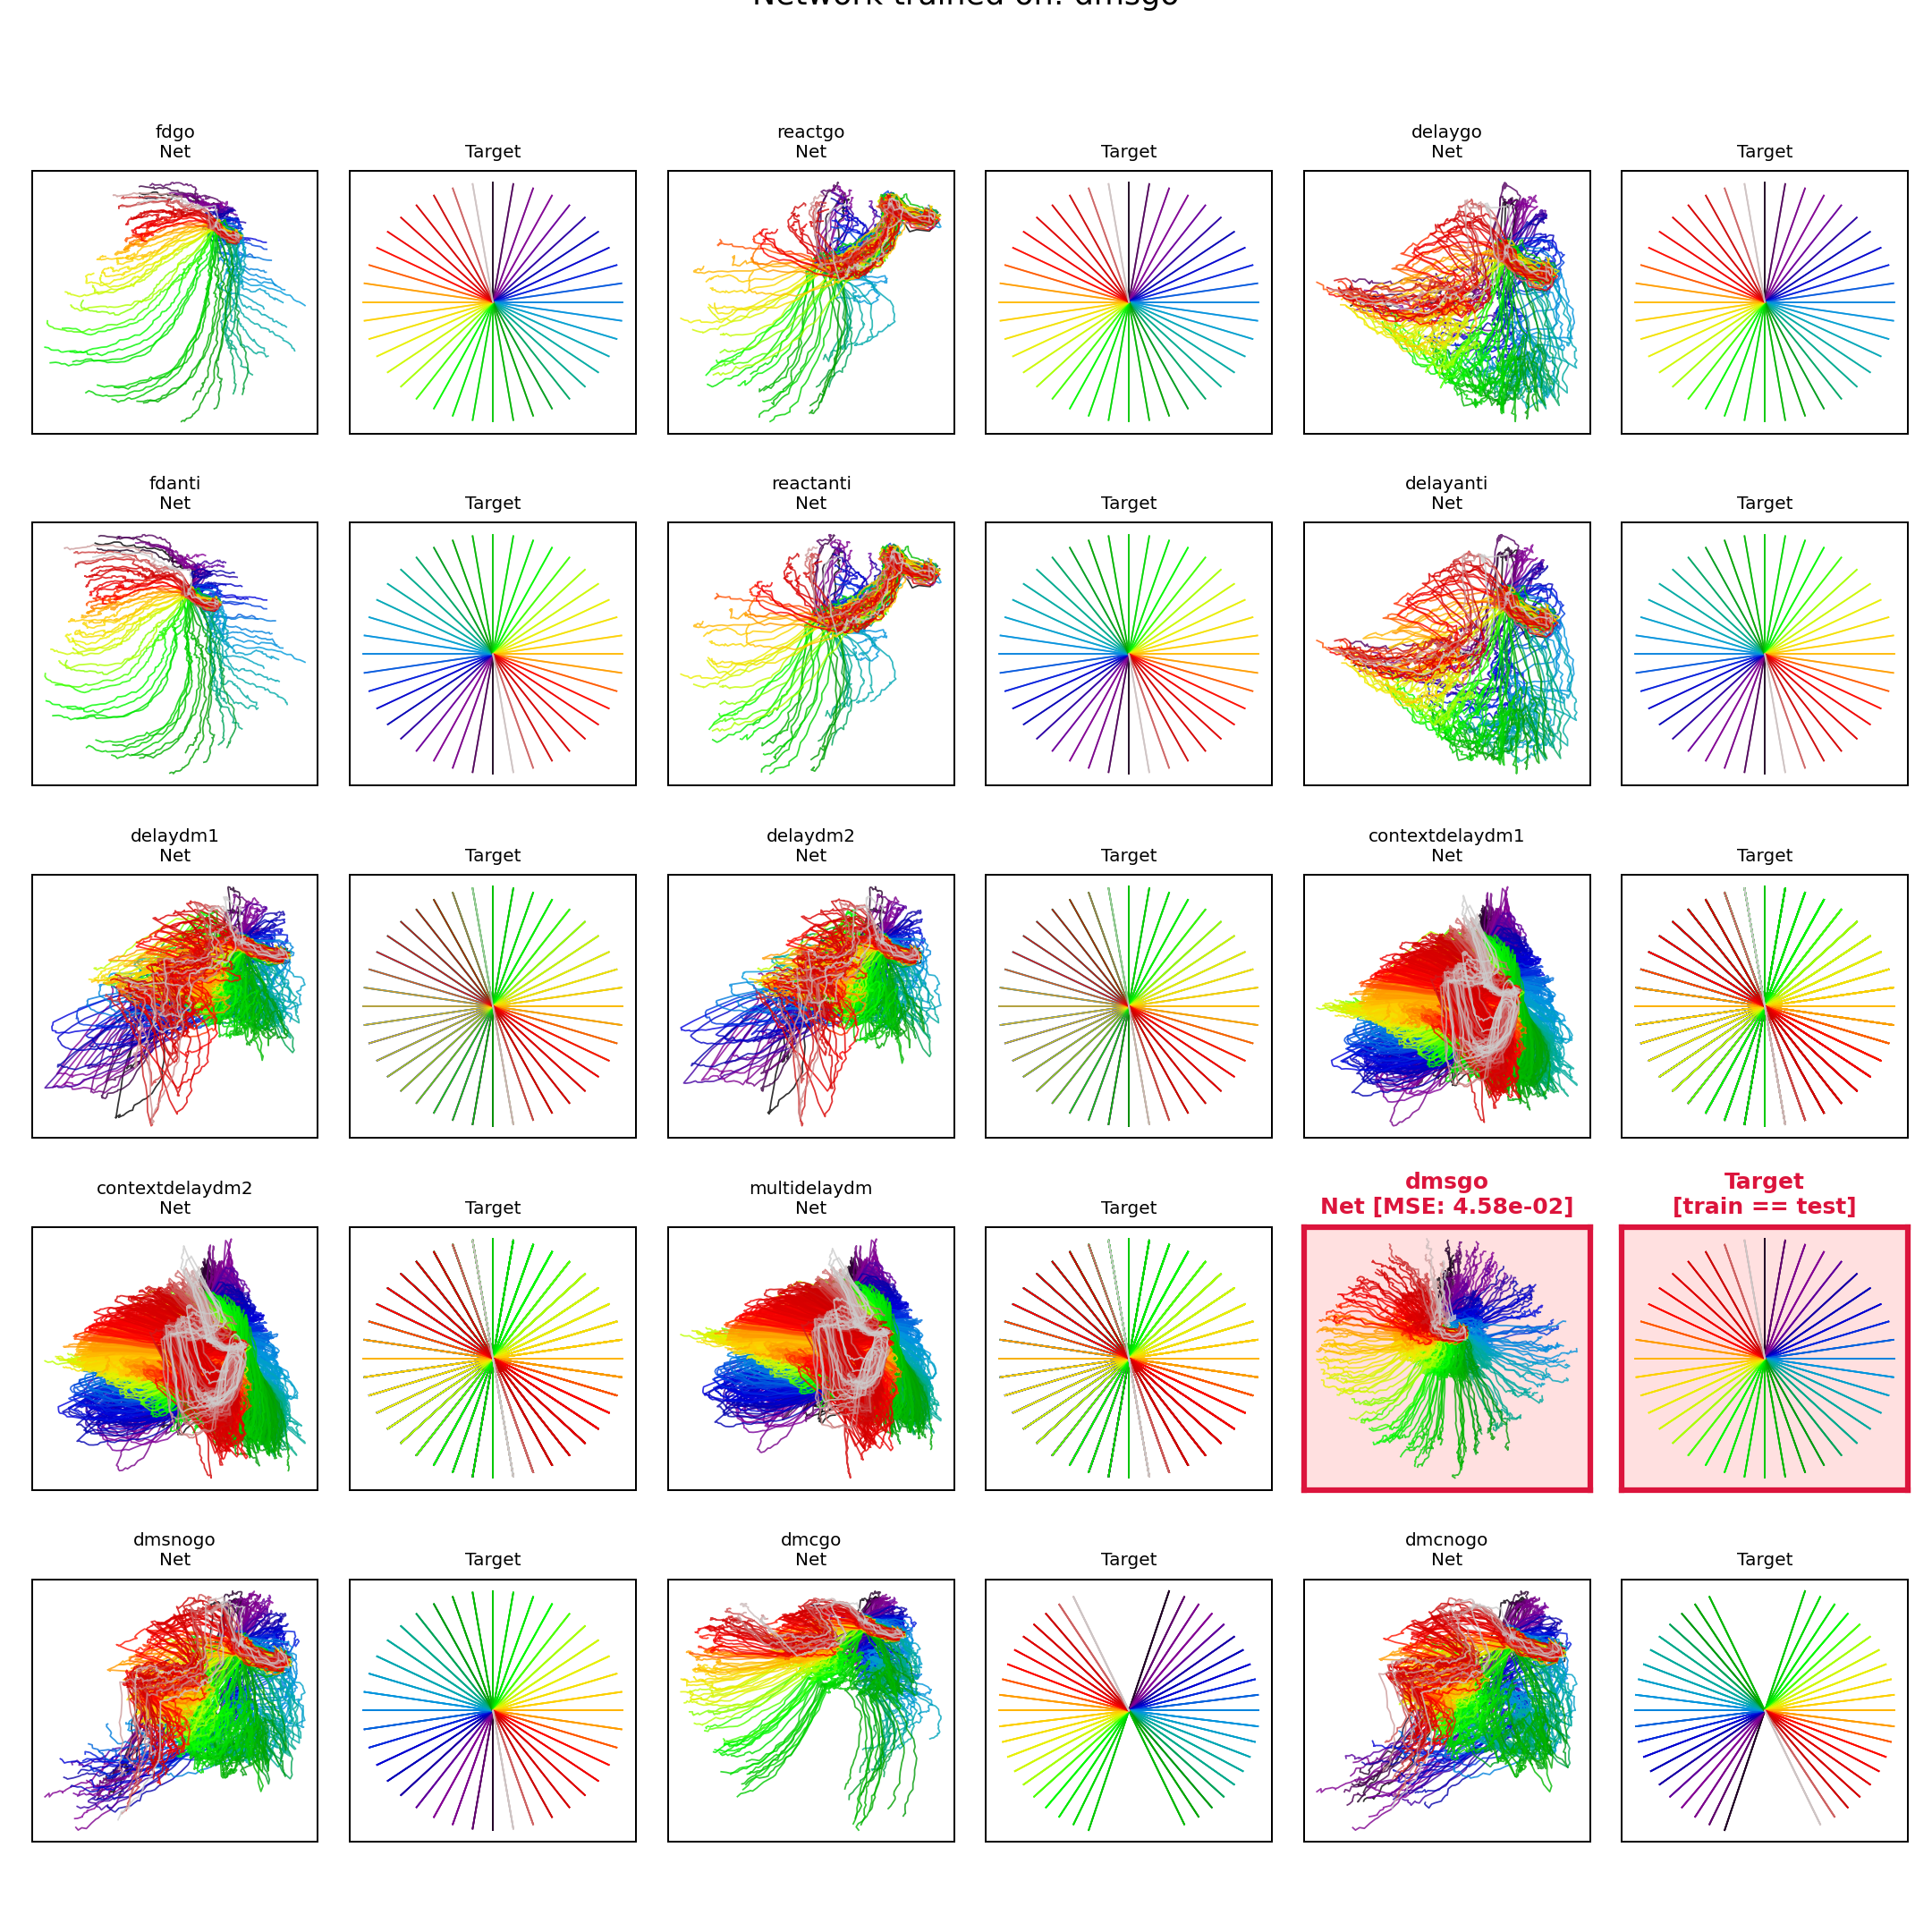 Network trained on: dmsgo
fdgo
Net
Target
reactgo
Net
Target
delaygo
Net
Target
fdanti
Net
Target
reactanti
Net
Target
delayanti
Net
Target
delaydm1
Net
Target
delaydm2
Net
Target
contextdelaydm1
Net
Target
contextdelaydm2
Net
Target
multidelaydm
Net
Target
dmsgo
Net [MSE: 4.58e-02]
Target
[train == test]
dmsnogo
Net
Target
dmcgo
Net
Target
dmcnogo
Net
Target